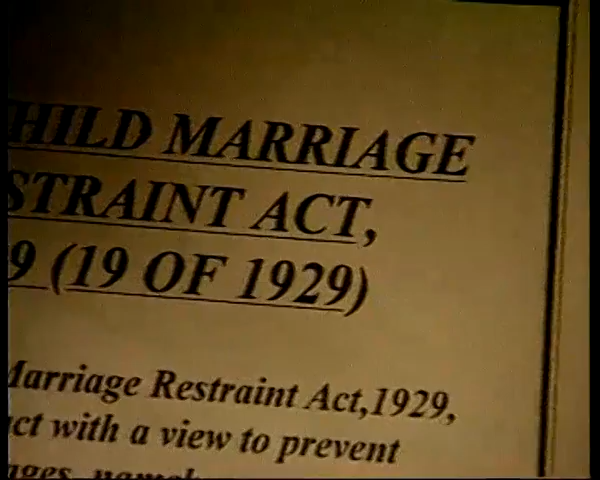 HILD MARRIAGE
STRAINT ACT,
9 (19 OF 1929)
Marriage Restraint Act,1929,
ct with a view to prevent